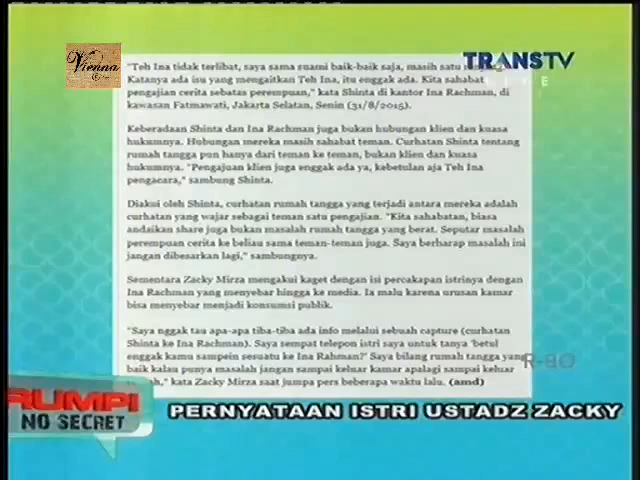 Vienna
TRANSTV
LIVE
"Teh Ina tidak terlibat, saya sama suami baik-baik saja, masih satu
Katanya ada isu yang mengaitkan Teh Ina, itu enggak ada. Kita sahabat
pengajian cerita sebatas perempuan," kata Shinta di kantor Ina Rachman, di
kawasan Fatmawati, Jakarta Selatan, Senin (31/8/2015).
Keberadaan Shinta dan Ina Rachman juga bukan hubungan klien dan kuasa
hukumnya. Hubungan mereka masih sahabat teman. Curhatan Shinta tentang
rumah tangga pun hanya dari teman ke teman, bukan klien dan kuasa
hukumnya. "Pengajuan klien juga enggak ada ya, kebetulan aja Teh Ina
pengacara," sambung Shinta.
Diakui oleh Shinta, curhatan rumah tangga yang terjadi antara mereka adalah
curhatan yang wajar sebagai teman satu pengajian. "Kita sahabatan, biasa
andaikan share juga bukan masalah rumah tangga yang berat. Seputar masalah
perempuan cerita ke beliau sama teman-teman juga. Saya berharap masalah ini
jangan dibesarkan lagi," sambungnya.
Sementara Zacky Mirza mengakui kaget dengan isi percakapan istrinya dengan
Ina Rachman yang menyebar hingga ke media. Ia malu karena urusan kamar
bisa menyebar menjadi konsumsi publik.
"Saya nggak tau apa-apa tiba-tiba ada info melalui sebuah capture (curhatan
Shinta ke Ina Rachman). Saya sempat telepon istri saya untuk tanya 'betul
enggak kamu sampein sesuatu ke Ina Rahman?' Saya bilang rumah tangga yang
baik kalau punya masalah jangan sampai keluar kamar apalagi sampai keluar
kata Zacky Mirza saat jumpa pers beberapa waktu lalu. (amd)
R-BO
RUMPI
NO SECRET
PERNYATAAN ISTRI USTADZ ZACKY